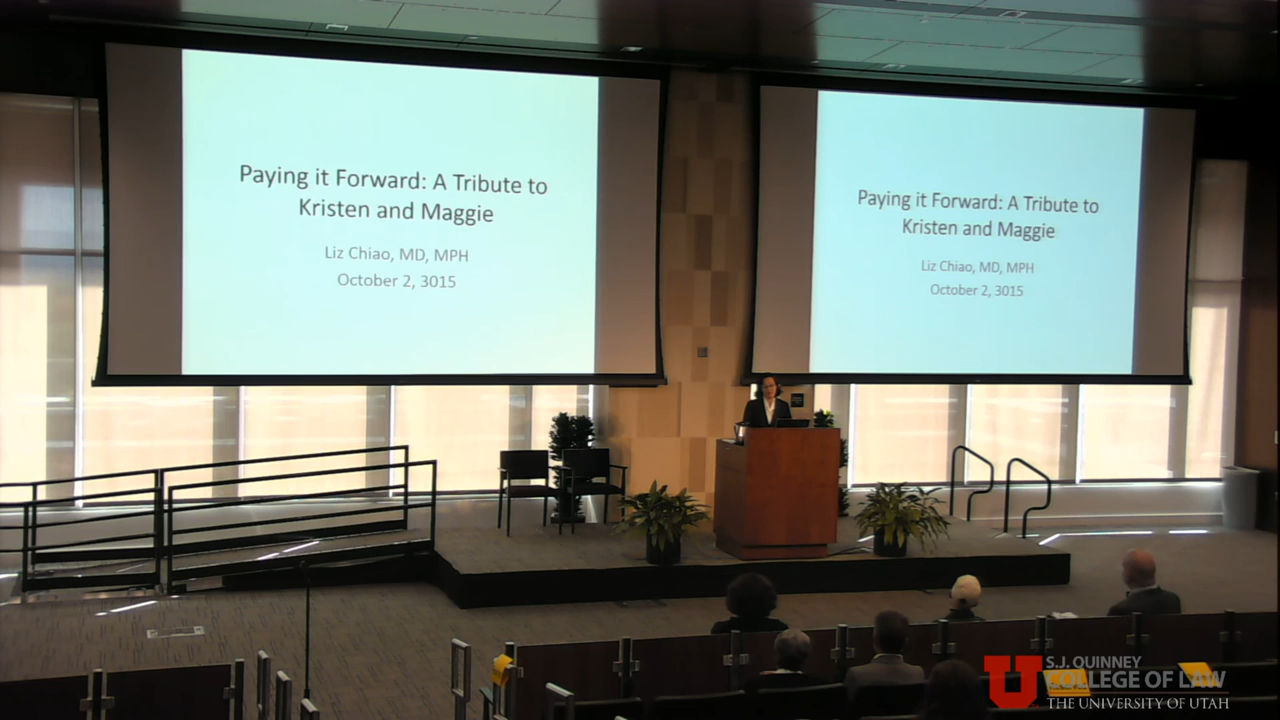 Paying it Forward: A Tribute to
Kristen and Maggie
Liz Chiao, MD, MPH
October 2, 3015
Paying it Forward: A Tribute to
Kristen and Maggie
Liz Chiao, MD, MPH
October 2, 3015
U
S.J. QUINNEY
COLLEGE OF LAW
THE UNIVERSITY OF UTAH